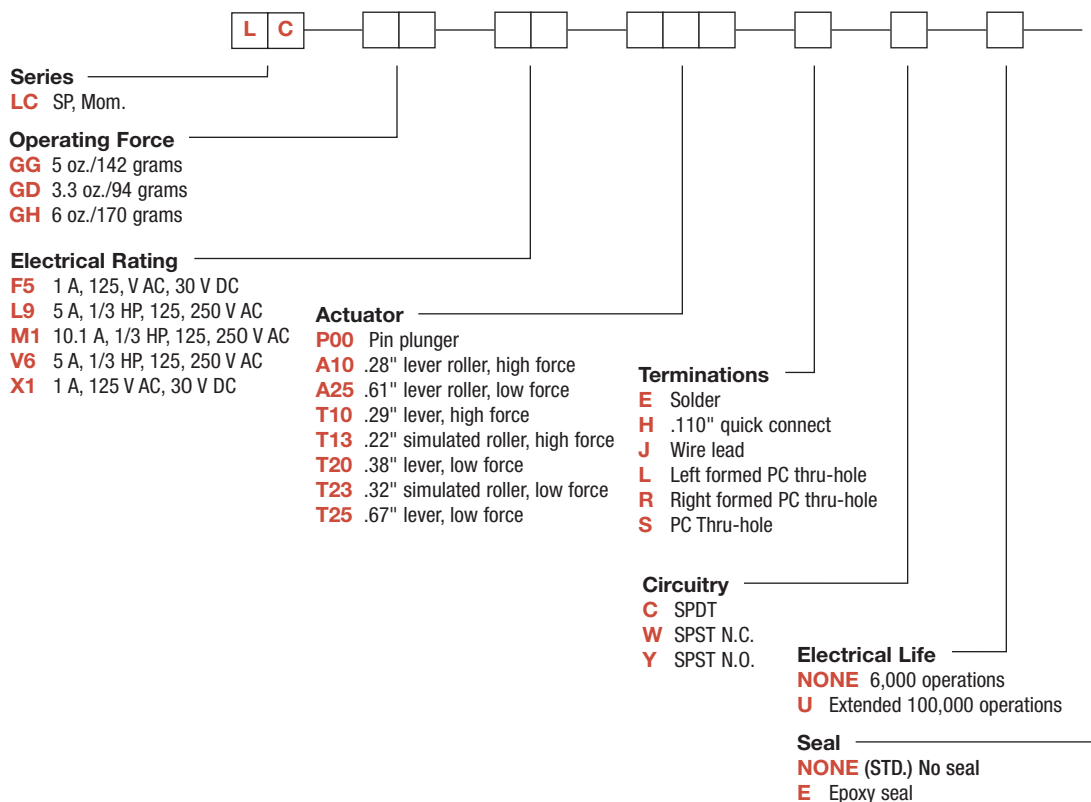 L C
Series
LC SP, Mom.
Operating Force
GG 5 oz./142 grams
GD 3.3 oz./94 grams
GH 6 oz./170 grams
Electrical Rating
F5 1 A, 125, V AC, 30 V DC
L9 5 A, 1/3 HP, 125, 250 V AC
M1 10.1 A, 1/3 HP, 125, 250 V AC
V6 5 A, 1/3 HP, 125, 250 V AC
X1 1 A, 125 V AC, 30 V DC
Actuator
P00 Pin plunger
A10 .28" lever roller, high force
A25 .61" lever roller, low force
T10 .29" lever, high force
T13 .22" simulated roller, high force
T20 .38" lever, low force
T23 .32" simulated roller, low force
T25 .67" lever, low force
Terminations
E Solder
H .110" quick connect
J Wire lead
L Left formed PC thru-hole
R Right formed PC thru-hole
S PC Thru-hole
Circuitry
C SPDT
W SPST N.C.
Y SPST N.O.
Electrical Life
NONE 6,000 operations
U Extended 100,000 operations
Seal
NONE (STD.) No seal
E Epoxy seal